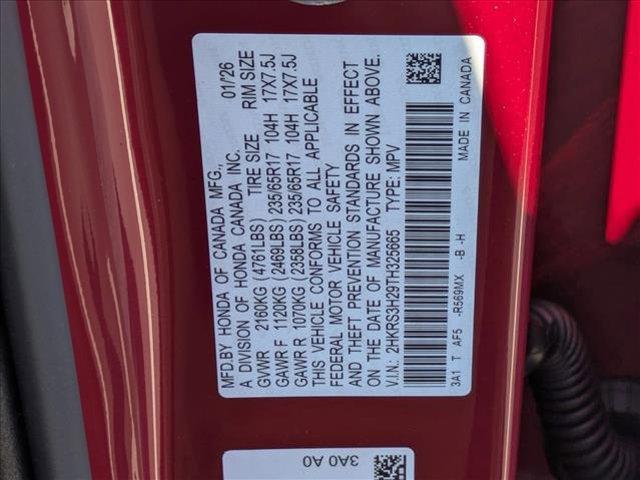 MFD.BY HONDA OF CANADA MFG., 01/26
A DIVISION OF HONDA CANADA INC.
GVWR 2160KG (4761LBS) TIRE SIZE RIM SIZE
GAWR F 1120KG (2469LBS) 235/65R17 104H 17X7.5J
GAWR R 1070KG (2358LBS) 235/65R17 104H 17X7.5J
THIS VEHICLE CONFORMS TO ALL APPLICABLE
FEDERAL MOTOR VEHICLE SAFETY
AND THEFT PREVENTION STANDARDS IN EFFECT
ON THE DATE OF MANUFACTURE SHOWN ABOVE.
V.I.N. 2HKRS3H29TH325665 TYPE: MPV
3A1 T AF5 -R569MX -B -H MADE IN CANADA
3A0 A0